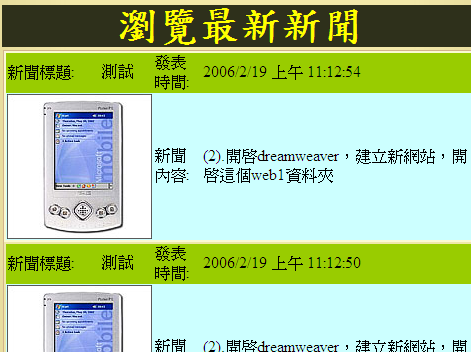 瀏覽最新新聞
新聞標題: 測試 發表時間: 2006/2/19 上午 11:12:54
新聞內容: (2).開啓dreamweaver，建立新網站，開
啓這個web1資料夾
新聞標題: 測試 發表時間: 2006/2/19 上午 11:12:50
新聞 (2).開啓dreamweaver，建立新網站，開